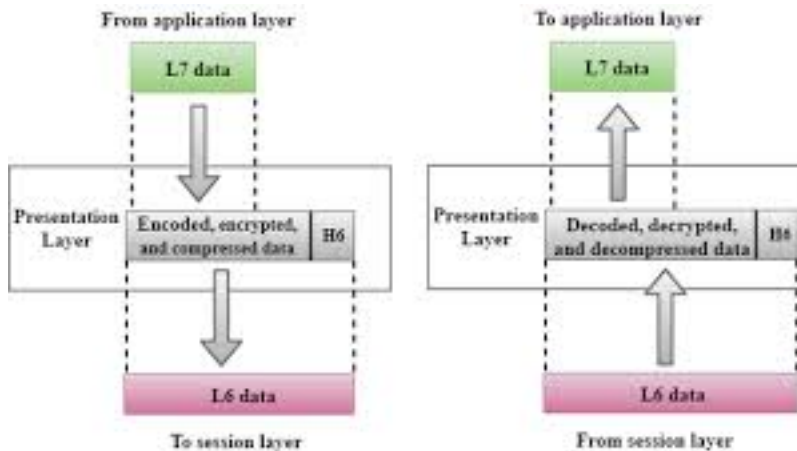 From application layer
L7 data
Presentation
Layer
Encoded, encrypted,
and compressed data
H6
L6 data
To session layer
To application layer
L7 data
Presentation
Layer
Decoded, decrypted,
and decompressed data
H6
L6 data
From session layer